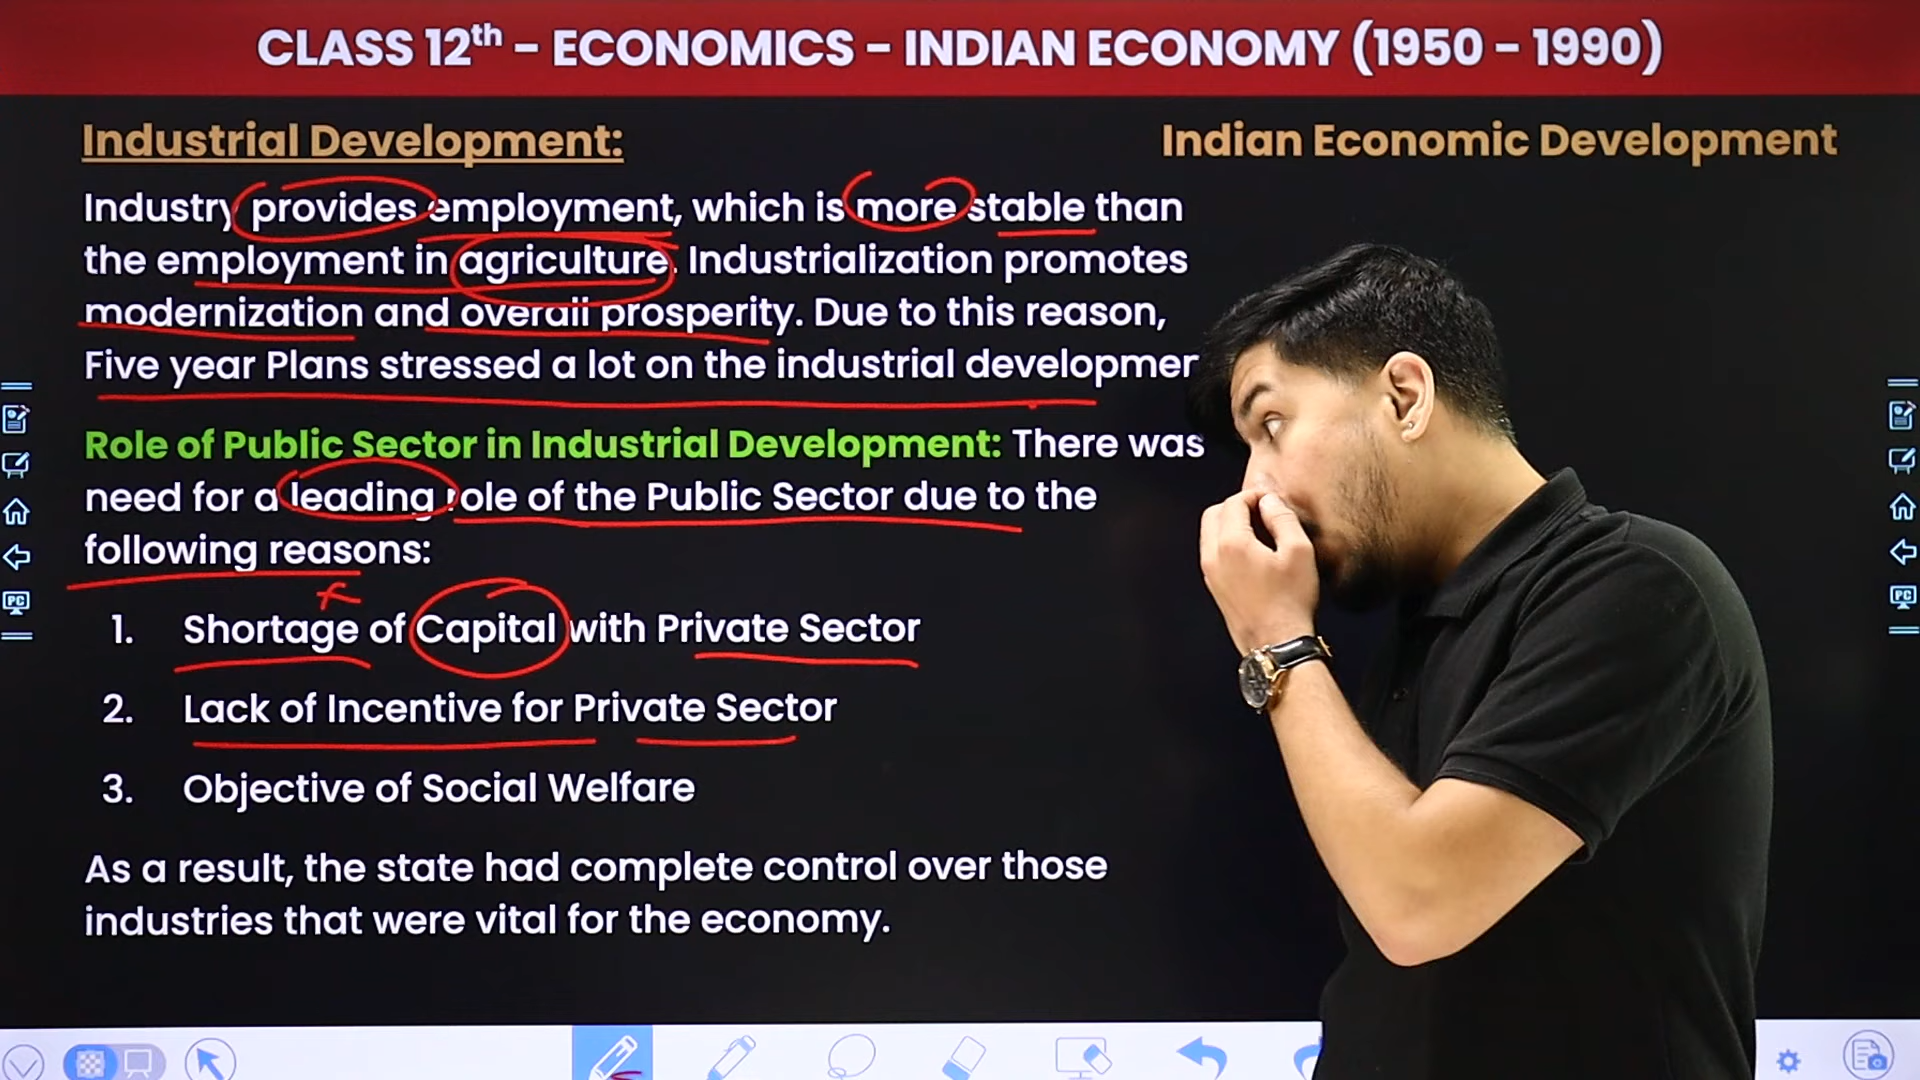 CLASS 12th – ECONOMICS – INDIAN ECONOMY (1950 – 1990)
Industrial Development:
Indian Economic Development
Industry provides employment, which is more stable than
the employment in agriculture. Industrialization promotes
modernization and overall prosperity. Due to this reason,
Five year Plans stressed a lot on the industrial developmen
Role of Public Sector in Industrial Development: There was
need for a leading role of the Public Sector due to the
following reasons:
1. Shortage of Capital with Private Sector
2. Lack of Incentive for Private Sector
3. Objective of Social Welfare
As a result, the state had complete control over those
industries that were vital for the economy.
PC
PC